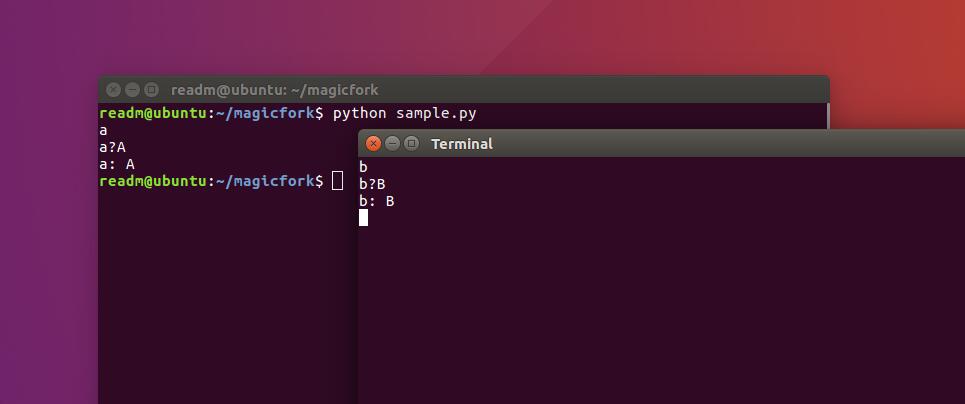 readm@ubuntu: ~/magicfork
readm@ubuntu:~/magicfork$ python sample.py
a
a?A
a: A
readm@ubuntu:~/magicfork$
Terminal
b
b?B
b: B